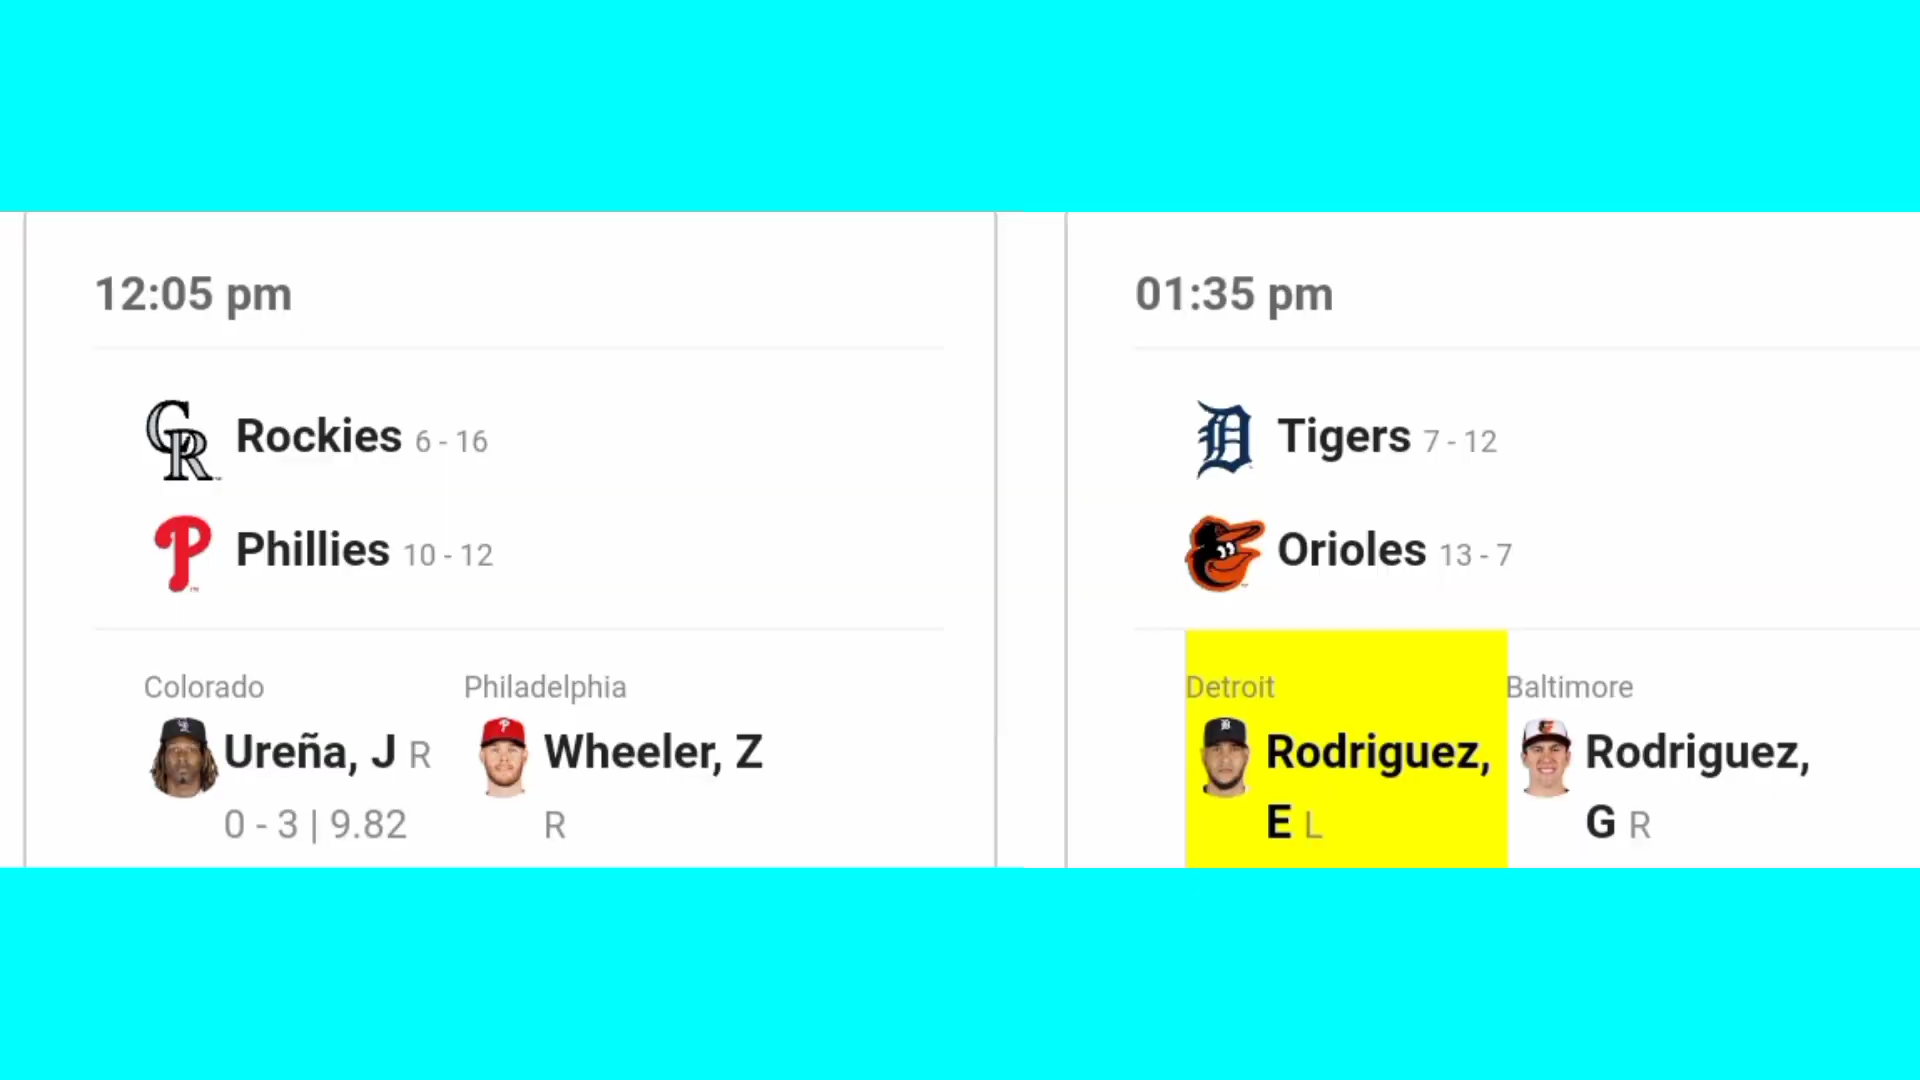 12:05 pm
Rockies 6 - 16
Phillies 10 - 12
Colorado
Ureña, J R
0 - 3 | 9.82
Philadelphia
Wheeler, Z
R
01:35 pm
Tigers 7 - 12
Orioles 13 - 7
Detroit
Rodriguez,
E L
Baltimore
Rodriguez,
G R